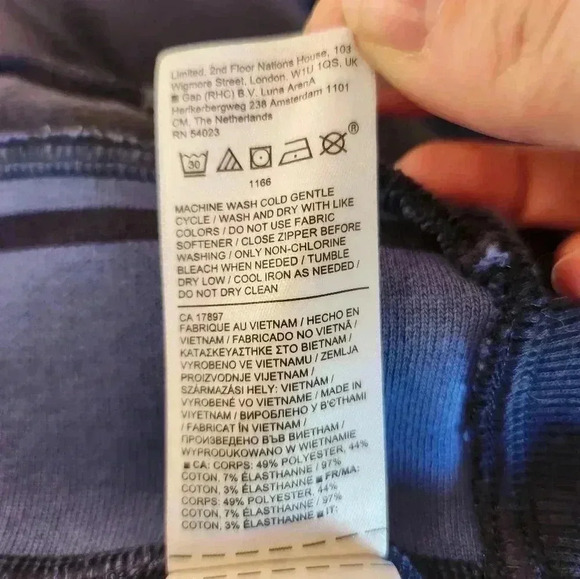 Limited, 2nd Floor Nations House, 103
Wigmore Street, London, W1U 1QS, UK
■ Gap (RHC) B.V. Luna ArenA
Herikerbergweg 238 Amsterdam 1101
CM, The Netherlands
RN 54023
30
®
1166
MACHINE WASH COLD GENTLE
CYCLE / WASH AND DRY WITH LIKE
COLORS / DO NOT USE FABRIC
SOFTENER / CLOSE ZIPPER BEFORE
WASHING / ONLY NON-CHLORINE
BLEACH WHEN NEEDED / TUMBLE
DRY LOW / COOL IRON AS NEEDED /
DO NOT DRY CLEAN
CA 17897
FABRIQUE AU VIETNAM / HECHO EN
VIETNAM / FABRICADO NO VIETNÃ /
ΚΑΤΑΣΚΕΥΑΣΤΗΚΕ ΣΤΟ ΒΙΕΤΝΑΜ /
VYROBENO VE VIETNAMU / ZEMLJA
PROIZVODNJE VIJETNAM /
SZÁRMAZÁSI HELY: VIETNÁM /
VYROBENÉ VO VIETNAME / MADE IN
VIYETNAM / ВИРОБЛЕНО У В'ЄТНАМІ
/ FABRICAT ÎN VIETNAM /
ПРОИЗВЕДЕНО ВЪВ ВИЕТНАМ /
WYPRODUKOWANO W WIETNAMIE
■ CA: CORPS: 49% POLYESTER, 44%
COTON, 7% ÉLASTHANNE / 97%
COTON, 3% ÉLASTHANNE ■ FR/MA:
CORPS: 49% POLYESTER, 44%
COTON, 7% ÉLASTHANNE / 97%
COTON, 3% ÉLASTHANNE ■ IT: